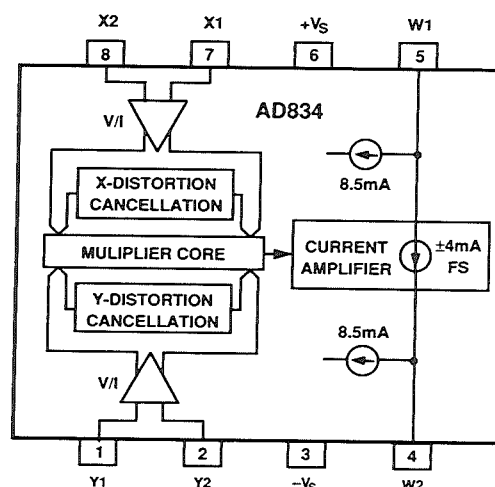 X2 X1 +VS W1
8 7 6 5
V/I
AD834
8.5mA
X-DISTORTION
CANCELLATION
MULIPLIER CORE
CURRENT
AMPLIFIER
±4mA
FS
Y-DISTORTION
CANCELLATION
8.5mA
V/I
1 2 3 4
Y1 Y2 −VS W2